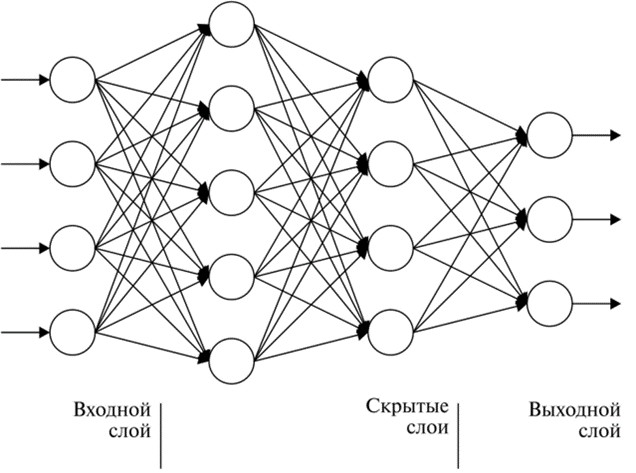 Входной
слой
Скрытые
слои
Выходной
слой